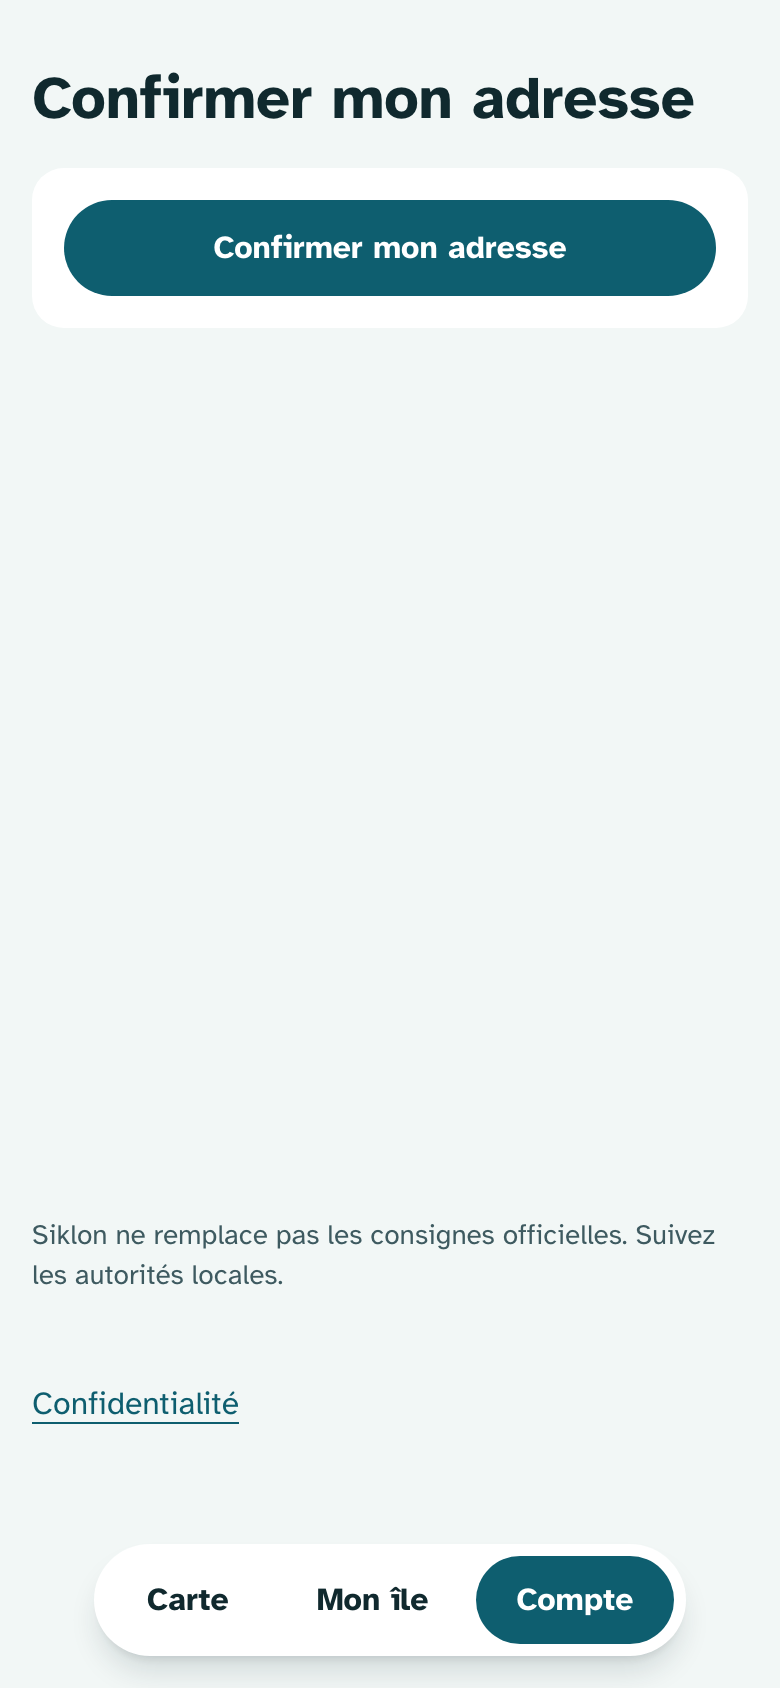 Confirmer mon adresse
Confirmer mon adresse
Siklon ne remplace pas les consignes officielles. Suivez
les autorités locales.
Confidentialité
Carte
Mon île
Compte